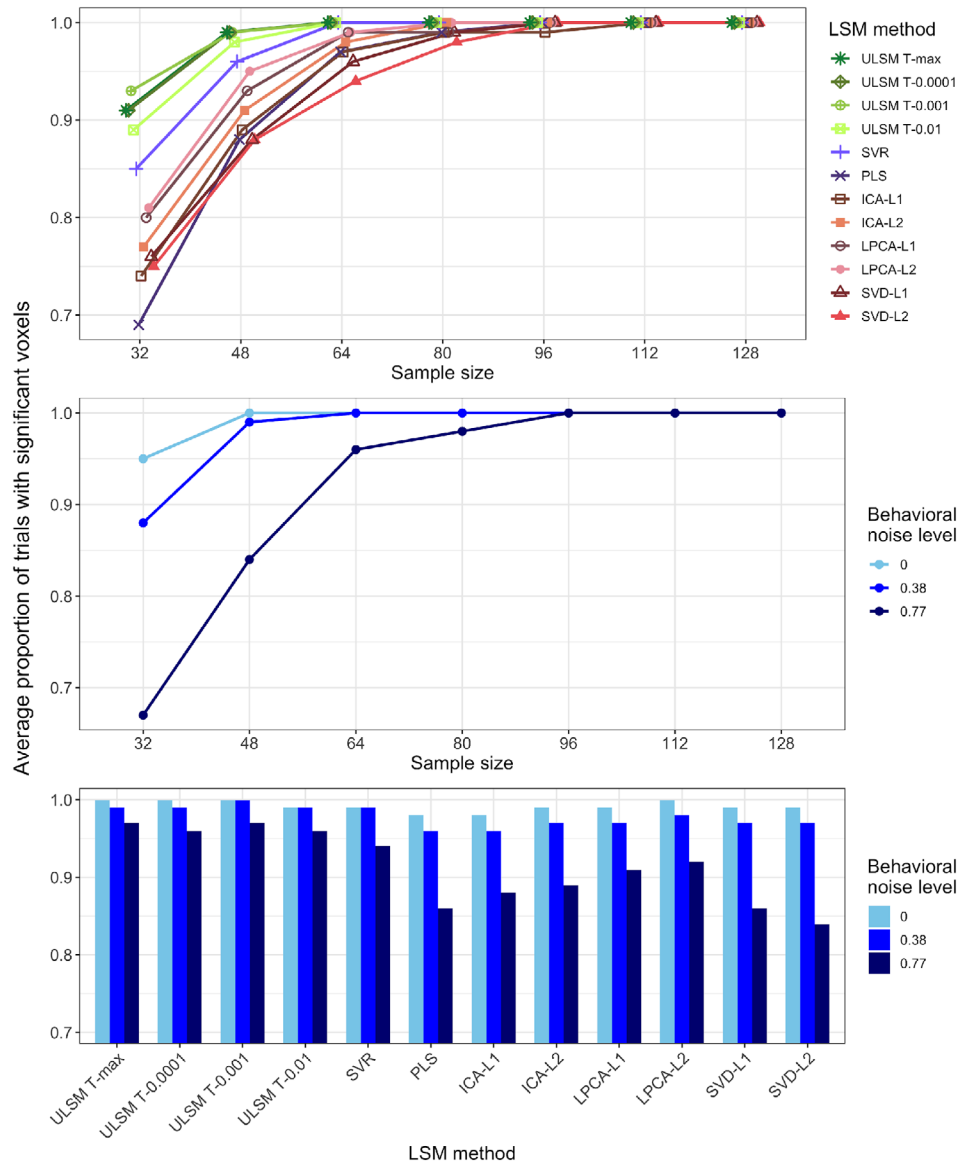 Average proportion of trials with significant voxels
1.0
0.9
0.8
0.7
32 48 64 80 96 112 128
Sample size
LSM method
ULSM T-max
ULSM T-0.0001
ULSM T-0.001
ULSM T-0.01
SVR
PLS
ICA-L1
ICA-L2
LPCA-L1
LPCA-L2
SVD-L1
SVD-L2
1.0
0.9
0.8
0.7
32 48 64 80 96 112 128
Sample size
Behavioral
noise level
0
0.38
0.77
1.0
0.9
0.8
0.7
ULSM T-max
ULSM T-0.0001
ULSM T-0.001
ULSM T-0.01
SVR
PLS
ICA-L1
ICA-L2
LPCA-L1
LPCA-L2
SVD-L1
SVD-L2
LSM method
Behavioral
noise level
0
0.38
0.77